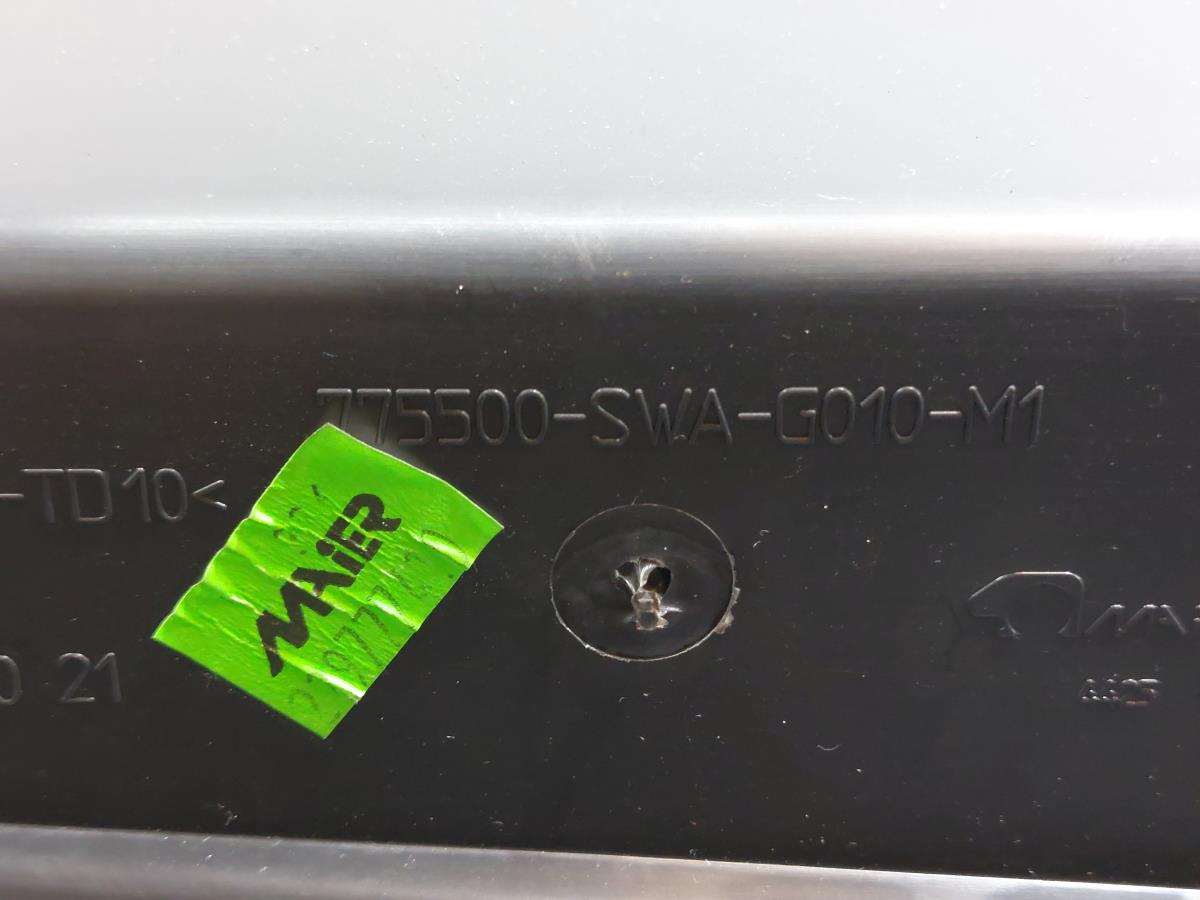 775500-SWA-G010-M1
-TD10<
MAIER
0 21